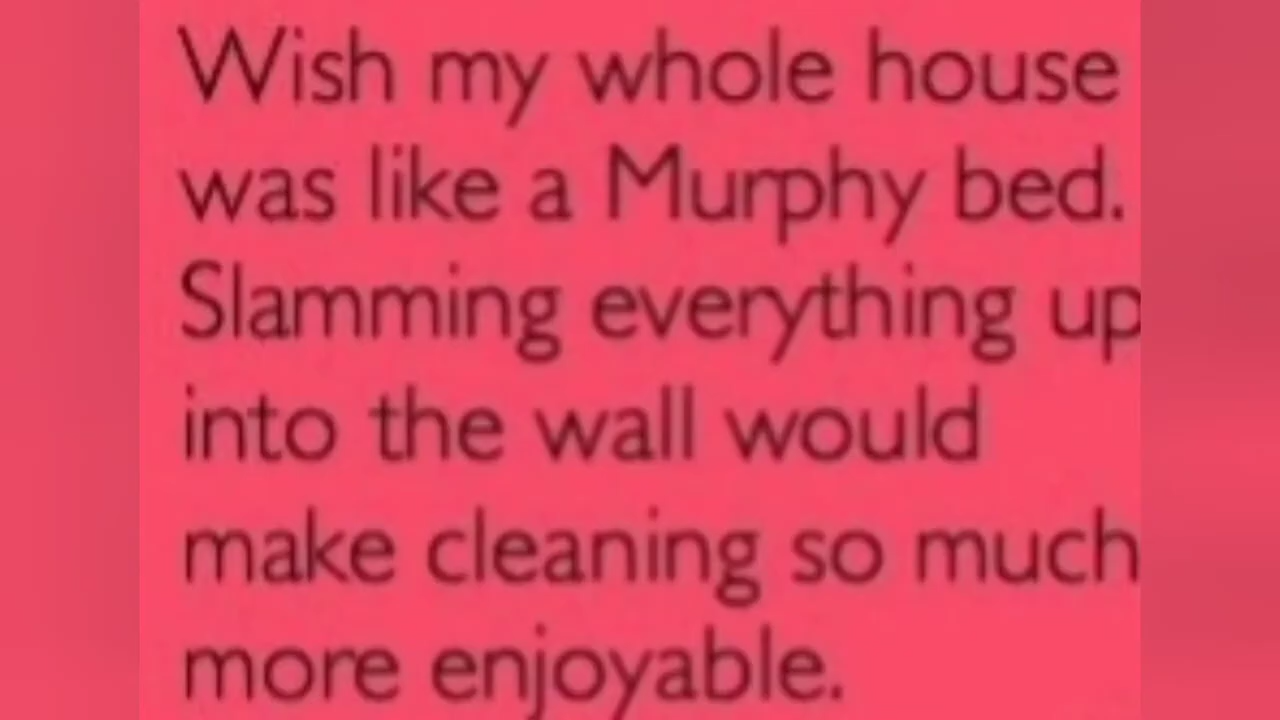 Wish my whole house
was like a Murphy bed.
Slamming everything up
into the wall would
make cleaning so much
more enjoyable.